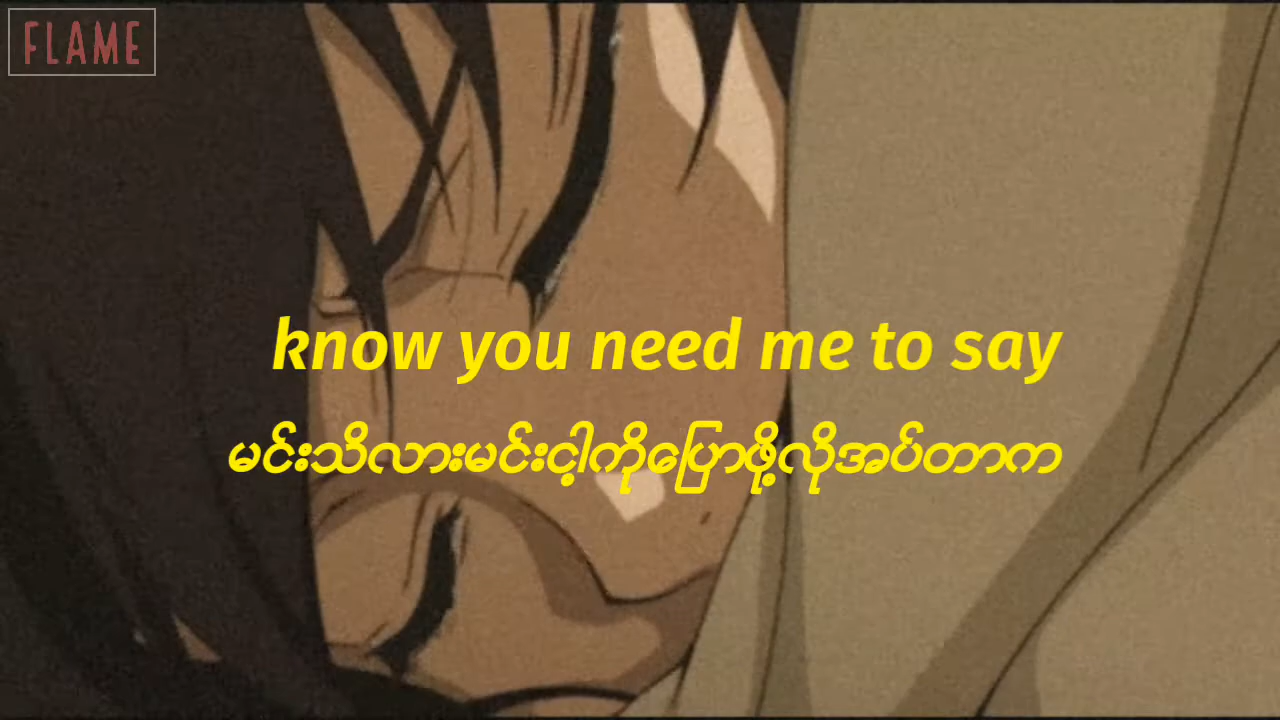 FLAME
know you need me to say
မင်းသိလားမင်းငါ့ကိုပြောဖို့လိုအပ်တာက